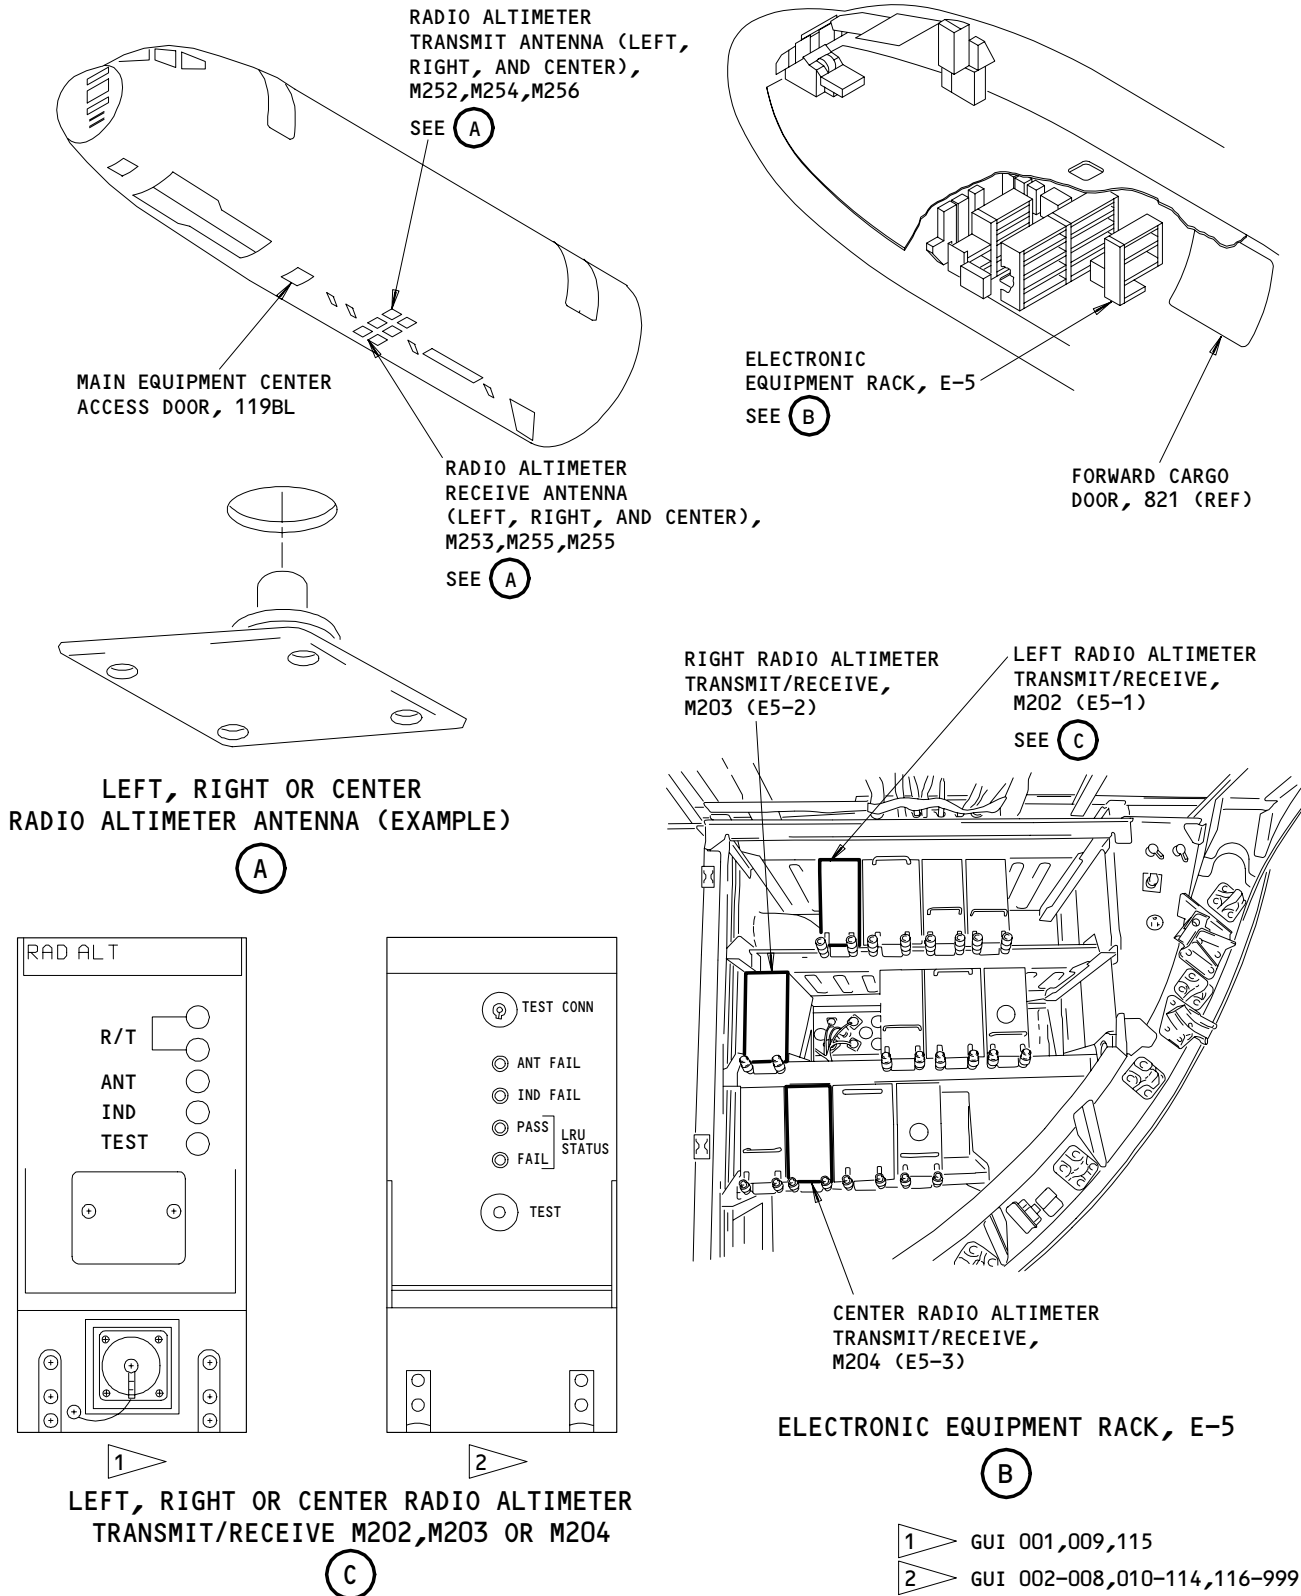 RADIO ALTIMETER
TRANSMIT ANTENNA (LEFT,
RIGHT, AND CENTER),
M252,M254,M256
SEE A
MAIN EQUIPMENT CENTER
ACCESS DOOR, 119BL
RADIO ALTIMETER
RECEIVE ANTENNA
(LEFT, RIGHT, AND CENTER),
M253,M255,M255
SEE A
ELECTRONIC
EQUIPMENT RACK, E-5
SEE B
FORWARD CARGO
DOOR, 821 (REF)
LEFT, RIGHT OR CENTER
RADIO ALTIMETER ANTENNA (EXAMPLE)
A
RIGHT RADIO ALTIMETER
TRANSMIT/RECEIVE,
M203 (E5-2)
LEFT RADIO ALTIMETER
TRANSMIT/RECEIVE,
M202 (E5-1)
SEE C
CENTER RADIO ALTIMETER
TRANSMIT/RECEIVE,
M204 (E5-3)
ELECTRONIC EQUIPMENT RACK, E-5
B
RAD ALT
R/T
ANT
IND
TEST
1
TEST CONN
ANT FAIL
IND FAIL
PASS
FAIL
LRU
STATUS
TEST
2
LEFT, RIGHT OR CENTER RADIO ALTIMETER
TRANSMIT/RECEIVE M202,M203 OR M204
C
1 GUI 001,009,115
2 GUI 002-008,010-114,116-999